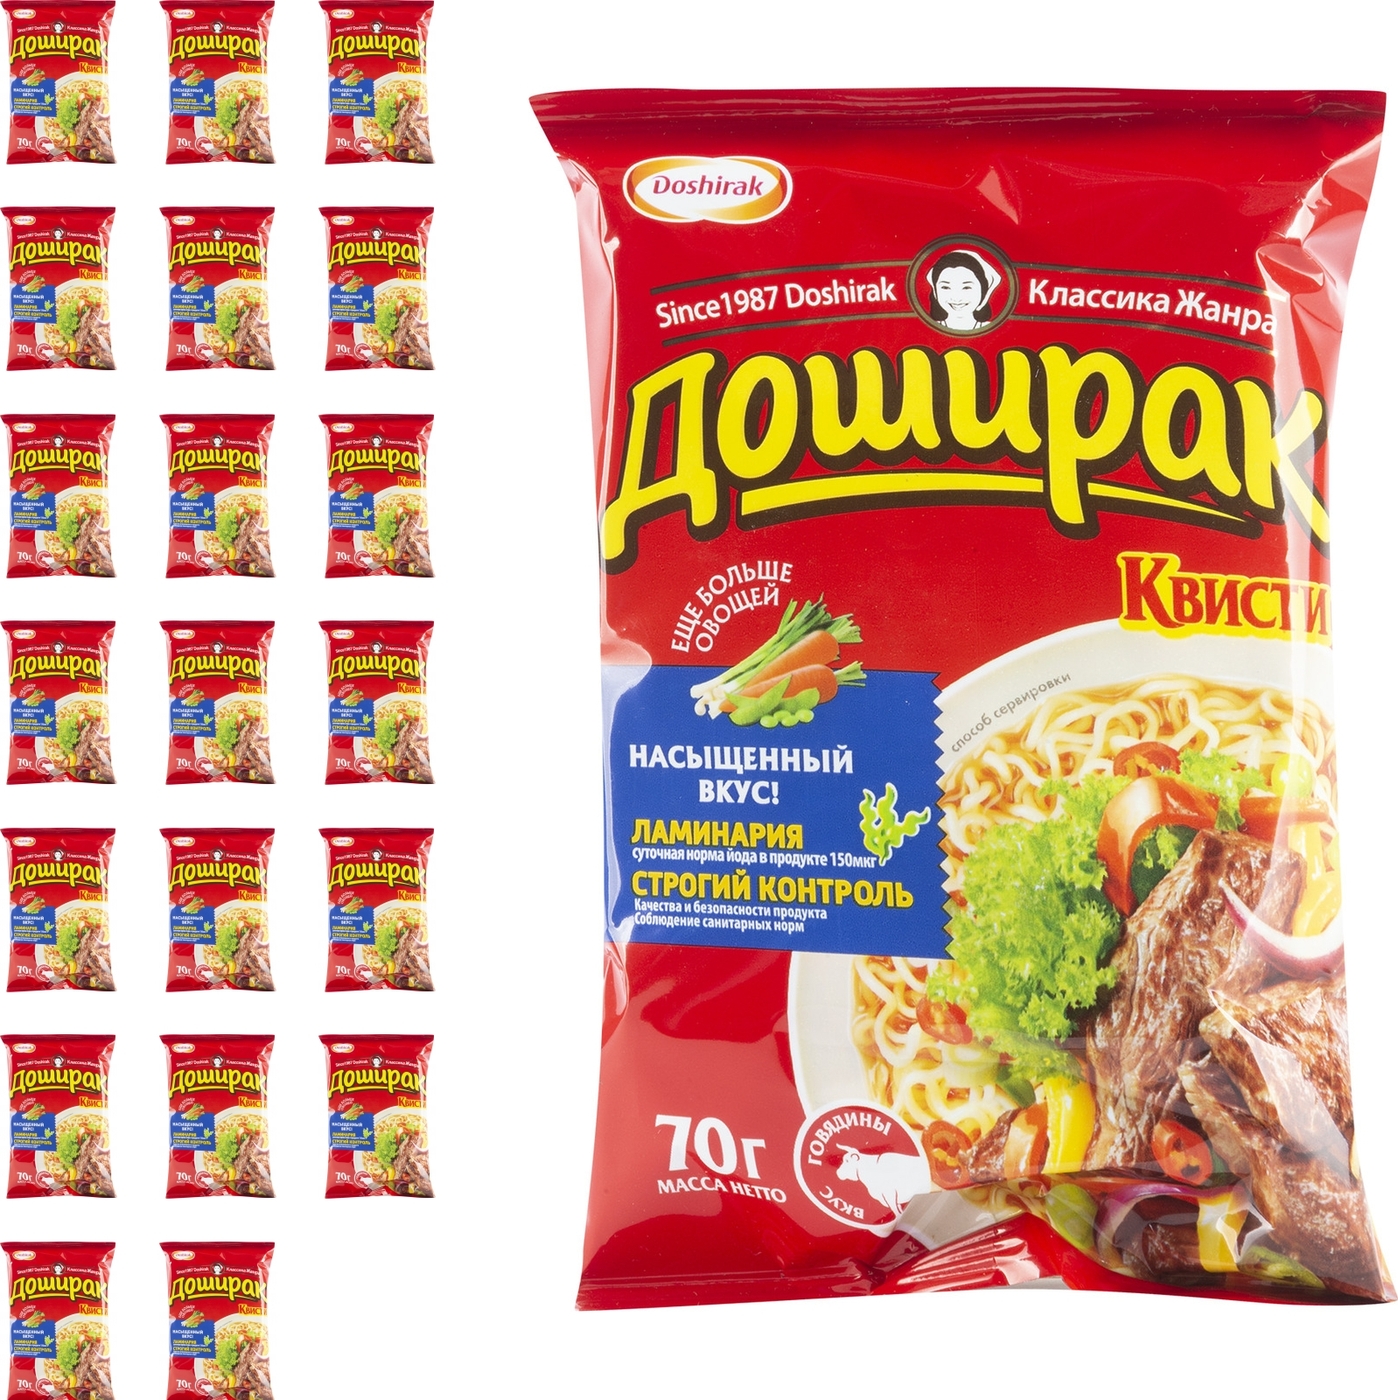 Doshirak
Since1987 Doshirak
Классика Жанра
Доширак
Квисти
ЕЩЕ БОЛЬШЕ
ОВОЩЕЙ
способ сервировки
НАСЫЩЕННЫЙ
ВКУС!
ЛАМИНАРИЯ
суточная норма йода в продукте 150мкг
СТРОГИЙ КОНТРОЛЬ
Качества и безопасности продукта
Соблюдение санитарных норм
70г
МАССА НЕТТО
ВКУС ГОВЯДИНЫ